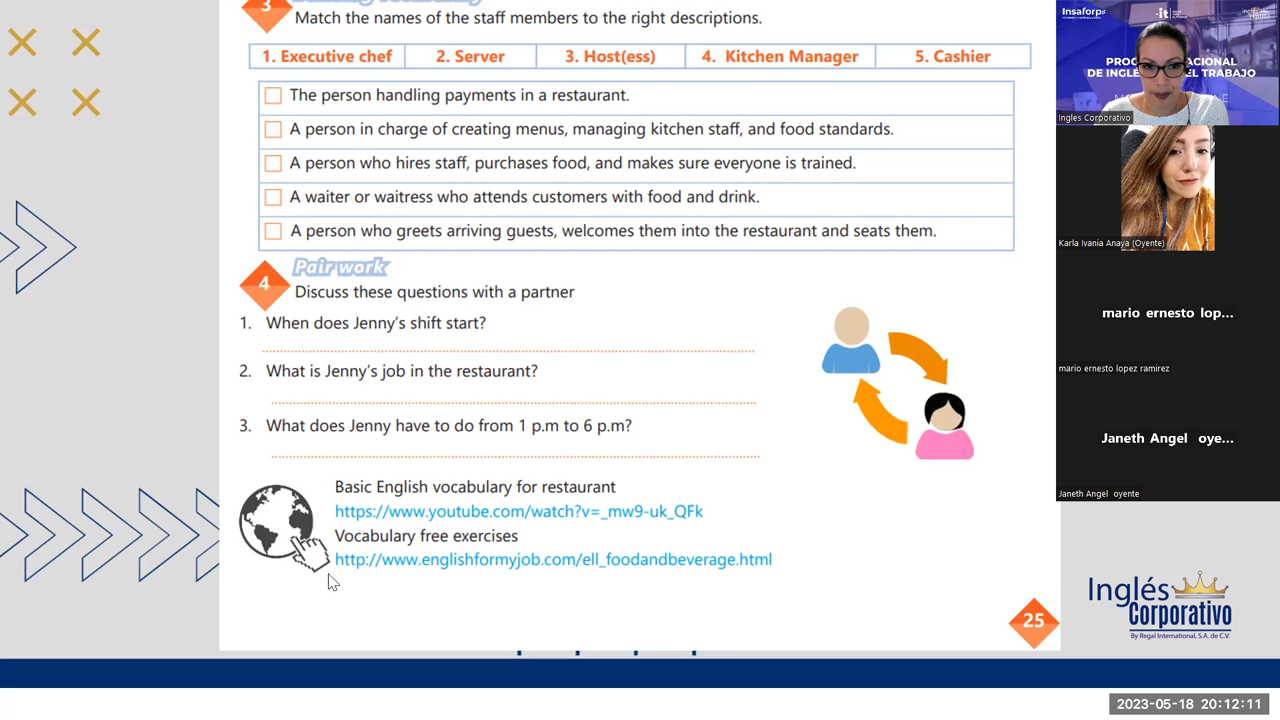 3
Match the names of the staff members to the right descriptions.
1. Executive chef
2. Server
3. Host(ess)
4. Kitchen Manager
5. Cashier
The person handling payments in a restaurant.
A person in charge of creating menus, managing kitchen staff, and food standards.
A person who hires staff, purchases food, and makes sure everyone is trained.
A waiter or waitress who attends customers with food and drink.
A person who greets arriving guests, welcomes them into the restaurant and seats them.
4
Pair work
Discuss these questions with a partner
1. When does Jenny's shift start?
2. What is Jenny's job in the restaurant?
3. What does Jenny have to do from 1 p.m to 6 p.m?
Basic English vocabulary for restaurant
https://www.youtube.com/watch?v=_mw9-uk_QFk
Vocabulary free exercises
http://www.englishformyjob.com/ell_foodandbeverage.html
25
Insaforp
Ingles Corporativo
Karla Ivania Anaya (Oyente)
mario ernesto lop...
mario ernesto lopez ramirez
Janeth Angel oye...
Janeth Angel oyente
Inglés
Corporativo
By Regal International, S.A. de C.V.
2023-05-18 20:12:11